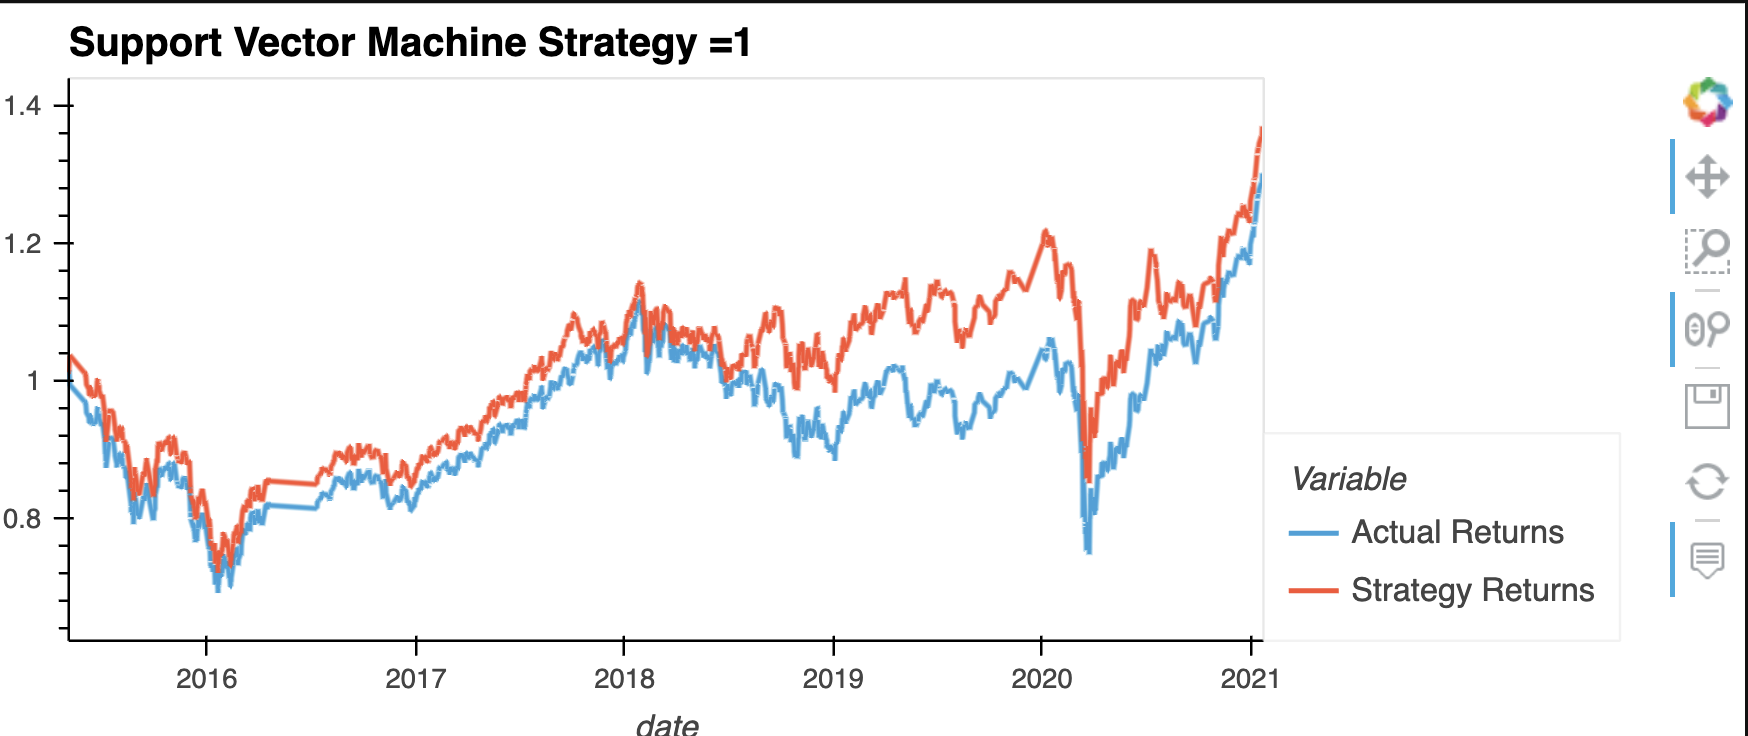 Support Vector Machine Strategy =1
1.4
1.2
1
0.8
2016 2017 2018 2019 2020 2021
date
Variable
Actual Returns
Strategy Returns